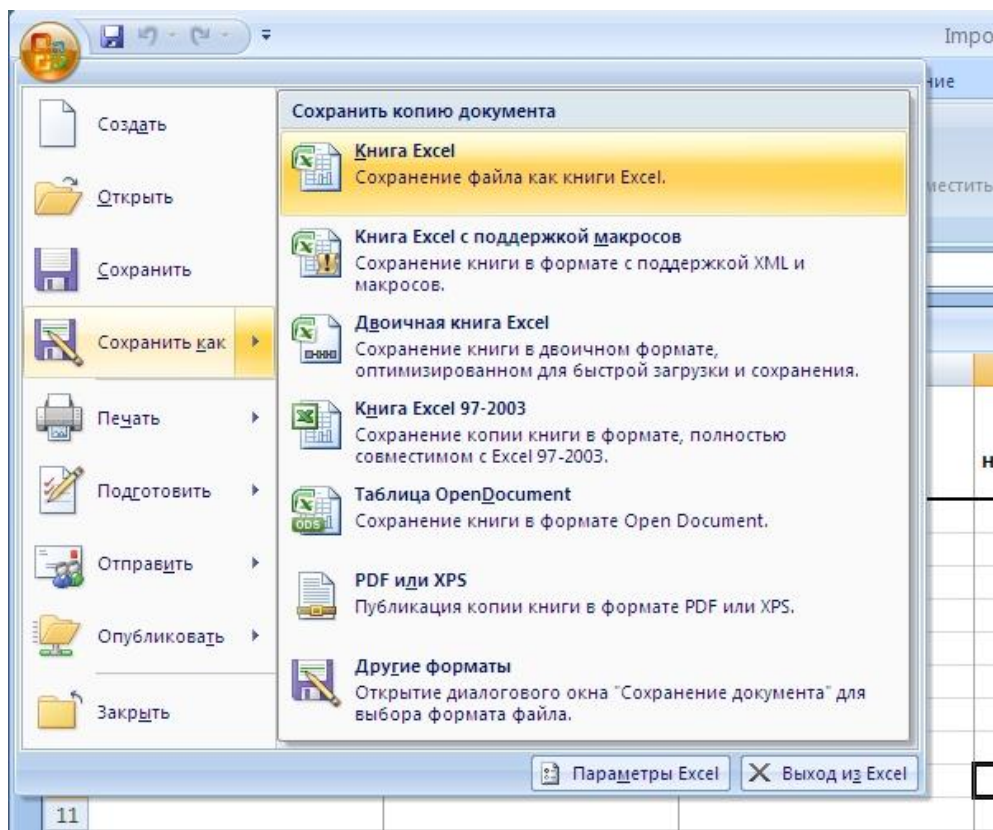 Impo
ние
Создать
Открыть
Сохранить
Сохранить как
Печать
Подготовить
Отправить
Опубликовать
Закрыть
Сохранить копию документа
Книга Excel
Сохранение файла как книги Excel.
Книга Excel с поддержкой макросов
Сохранение книги в формате с поддержкой XML и
макросов.
Двоичная книга Excel
Сохранение книги в двоичном формате,
оптимизированном для быстрой загрузки и сохранения.
Книга Excel 97-2003
Сохранение копии книги в формате, полностью
совместимом с Excel 97-2003.
Таблица OpenDocument
Сохранение книги в формате Open Document.
PDF или XPS
Публикация копии книги в формате PDF или XPS.
Другие форматы
Открытие диалогового окна "Сохранение документа" для
выбора формата файла.
местить
н
Параметры Excel
Выход из Excel
11